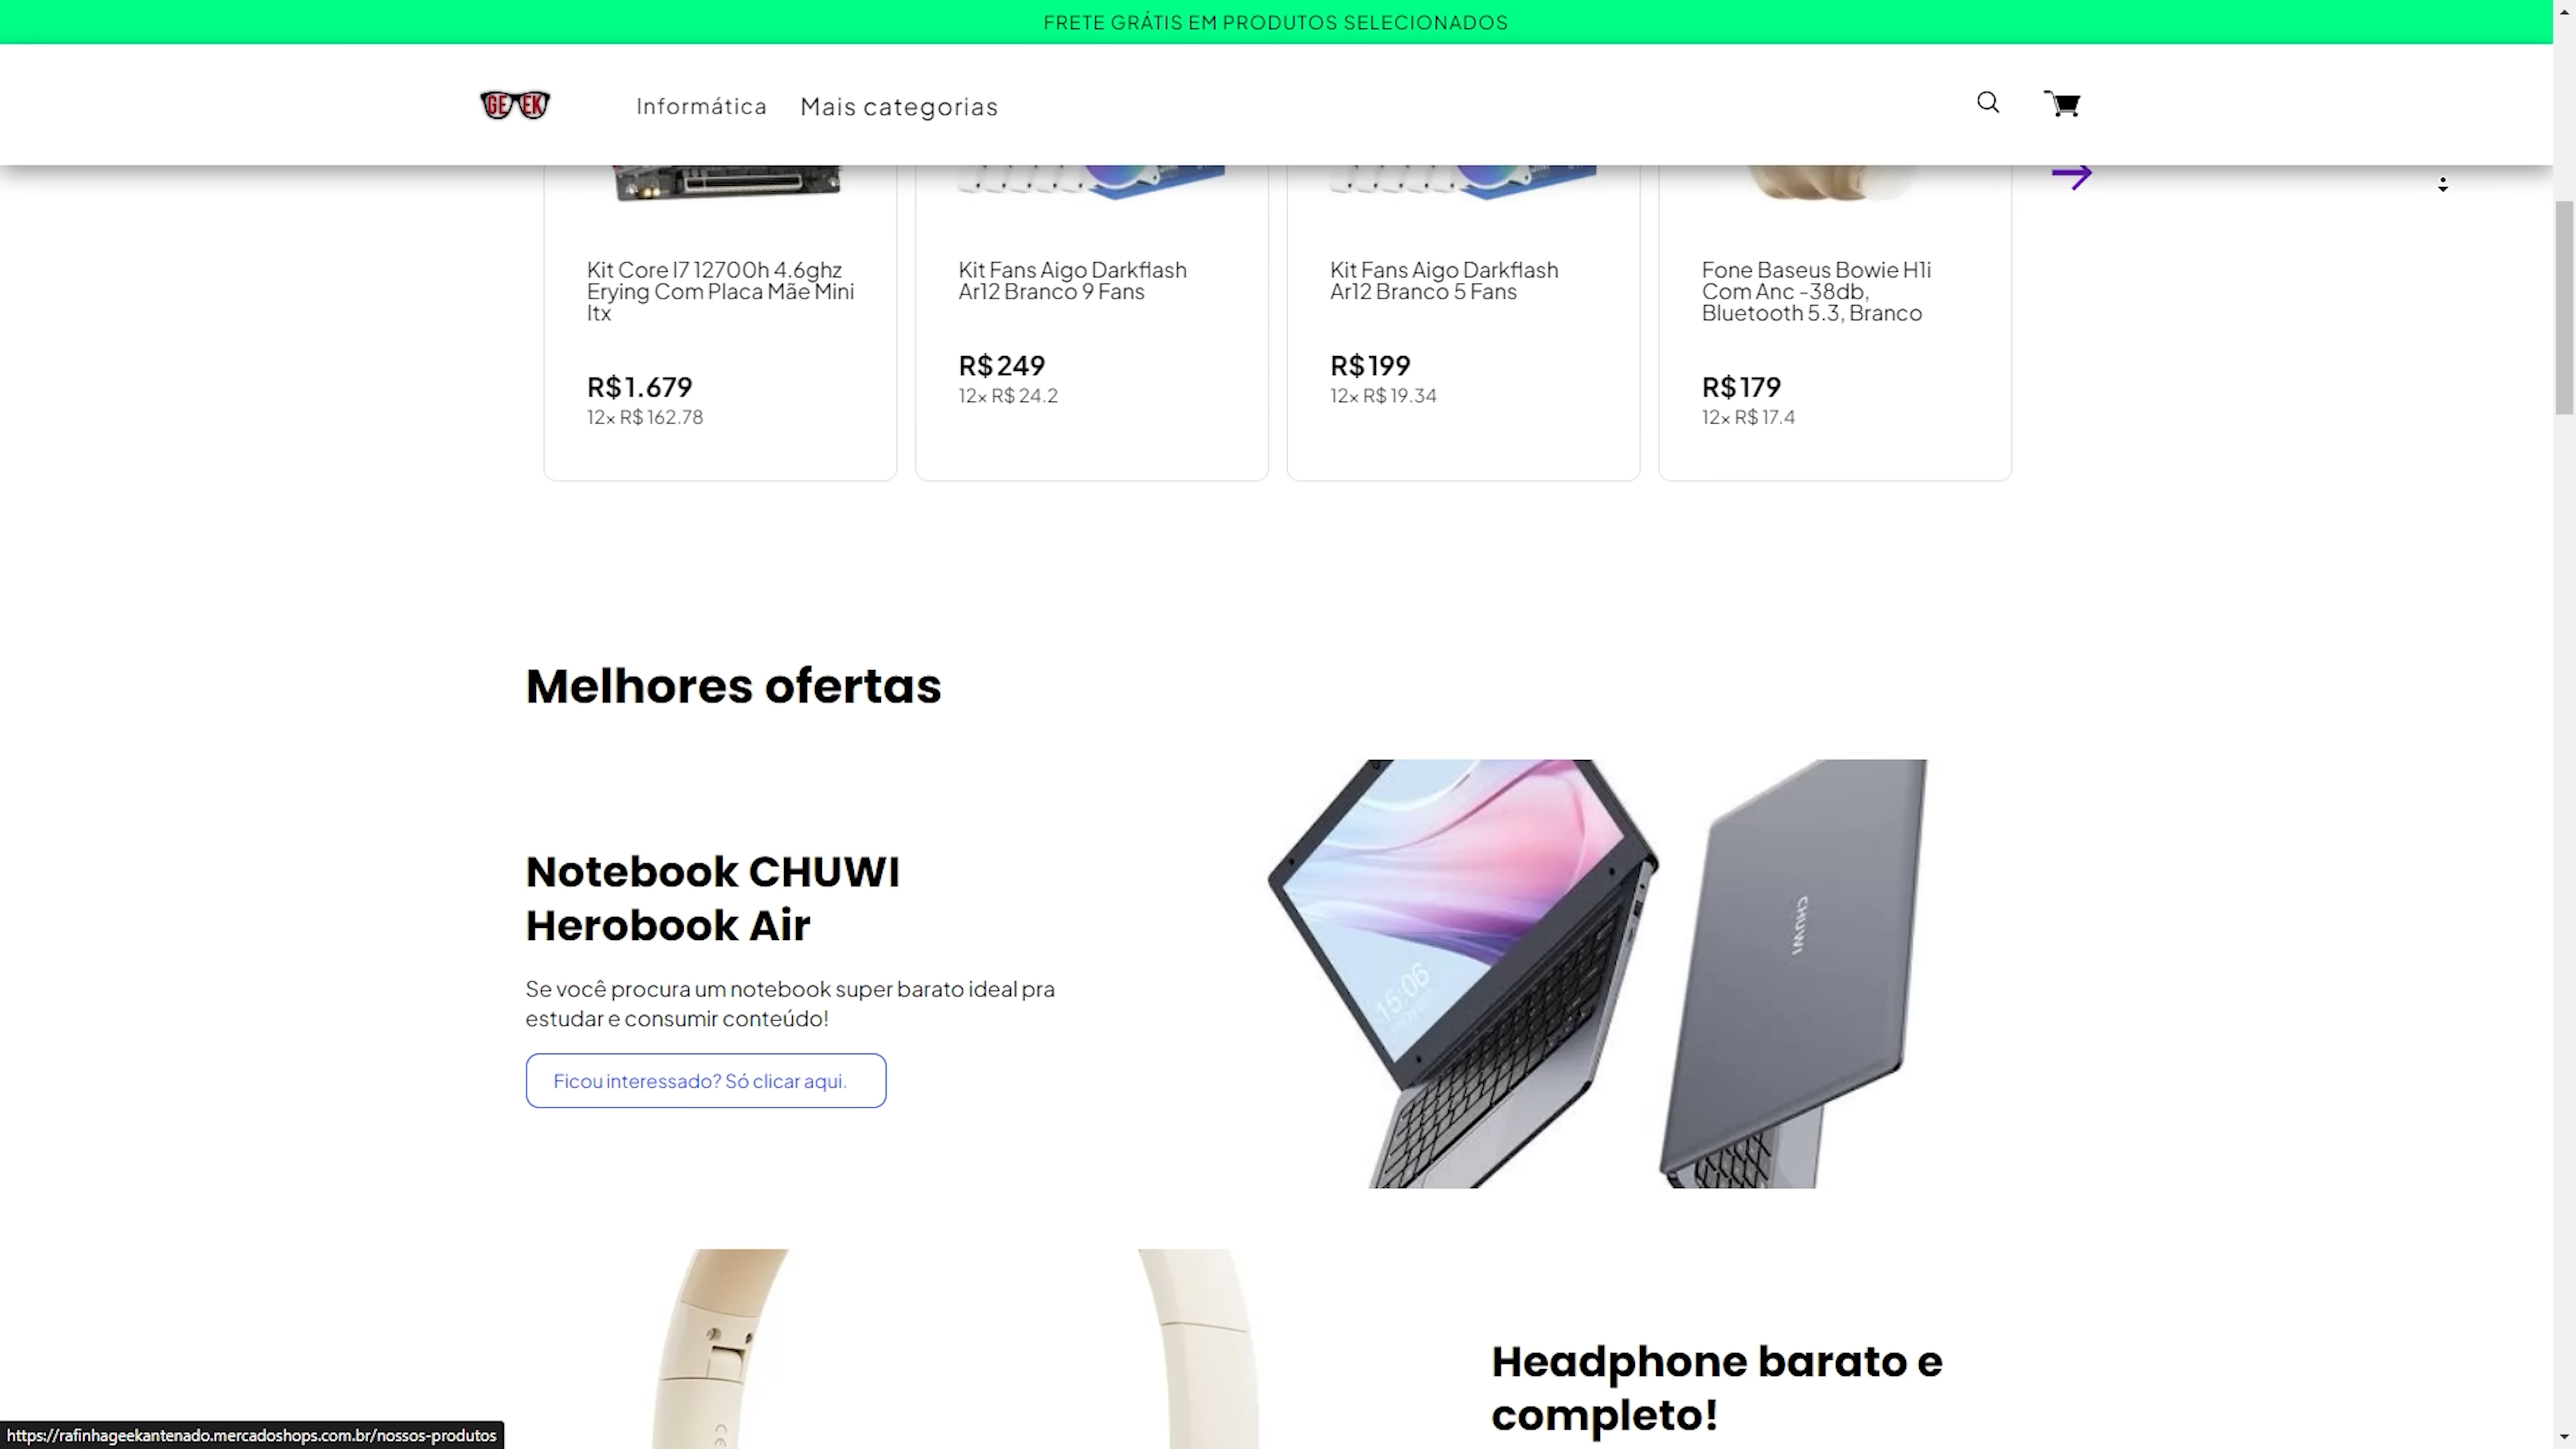 FRETE GRÁTIS EM PRODUTOS SELECIONADOS
GEEK
Informática
Mais categorias
Kit Core I7 12700h 4.6ghz
Erying Com Placa Mãe Mini
Itx
R$ 1.679
12x R$ 162.78
Kit Fans Aigo Darkflash
Ar12 Branco 9 Fans
R$ 249
12x R$ 24.2
Kit Fans Aigo Darkflash
Ar12 Branco 5 Fans
R$ 199
12x R$ 19.34
Fone Baseus Bowie H1i
Com Anc -38db,
Bluetooth 5.3, Branco
R$ 179
12x R$ 17.4
Melhores ofertas
Notebook CHUWI
Herobook Air
Se você procura um notebook super barato ideal pra
estudar e consumir conteúdo!
Ficou interessado? Só clicar aqui.
15:06
CHUWI
Headphone barato e
completo!
https://rafinhageekantenado.mercadoshops.com.br/nossos-produtos